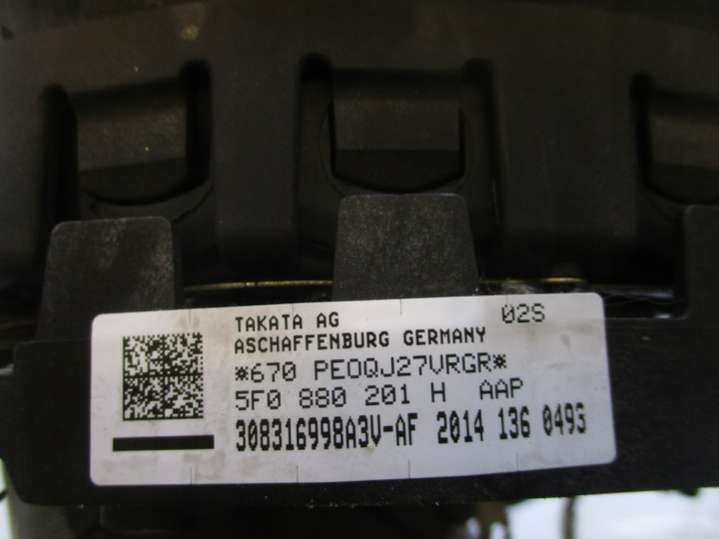 TAKATA AG 02S
ASCHAFFENBURG GERMANY
*670 PEOQJ27VRGR*
5F0 880 201 H AAP
308316998A3V-AF 2014 136 0493